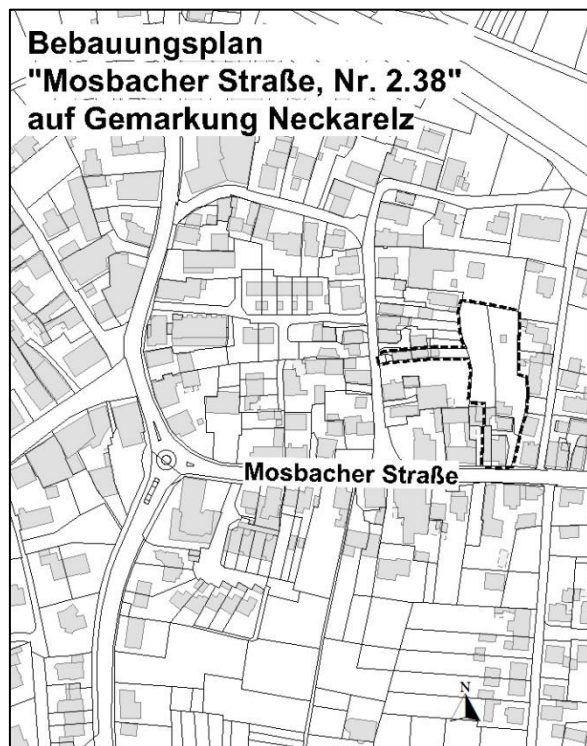 Bebauungsplan
"Mosbacher Straße, Nr. 2.38"
auf Gemarkung Neckarelz
Mosbacher Straße
N